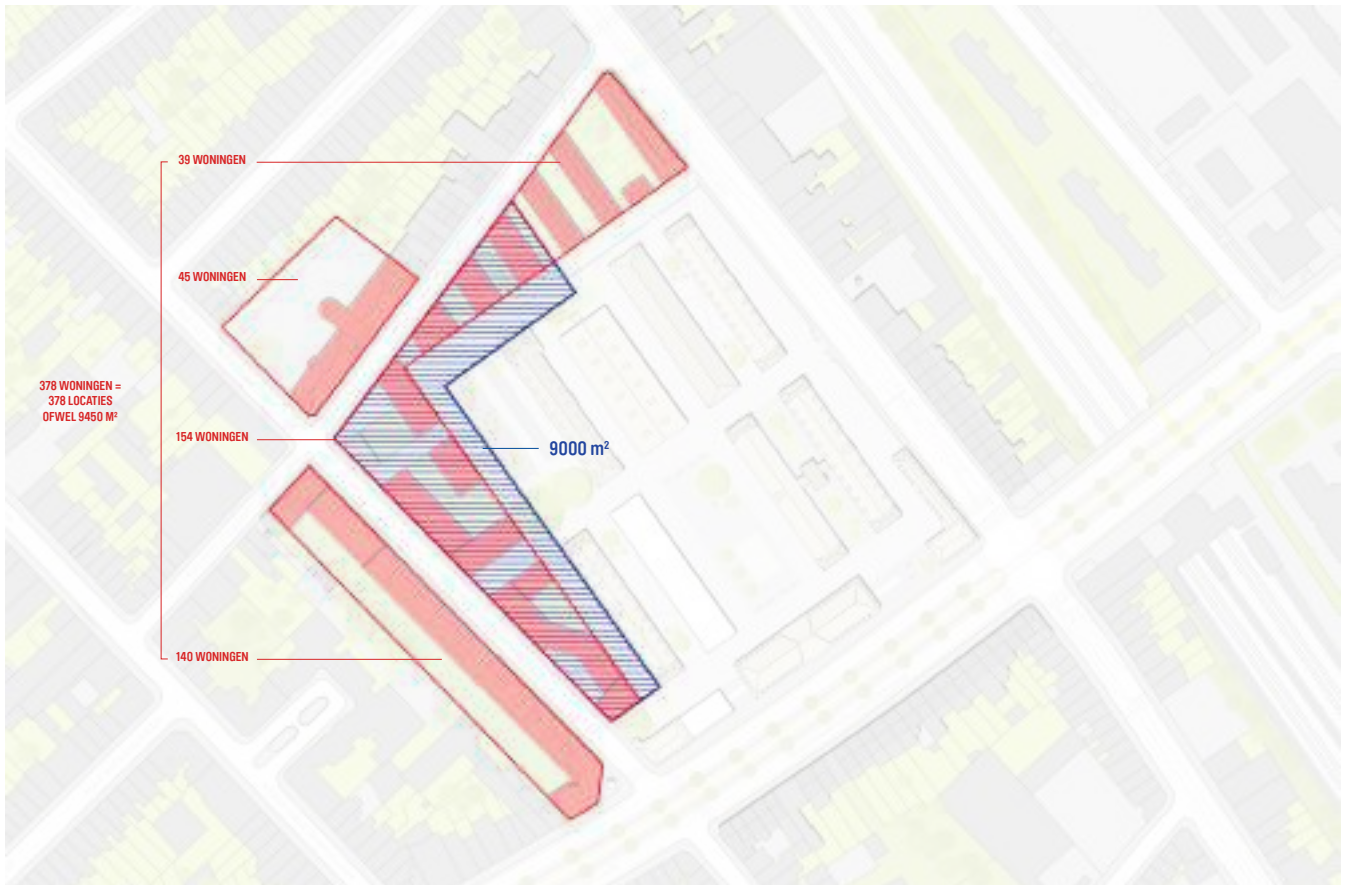 39 WONINGEN
45 WONINGEN
378 WONINGEN =
378 LOCATIES
OFWEL 9450 M²
154 WONINGEN
9000 m²
140 WONINGEN